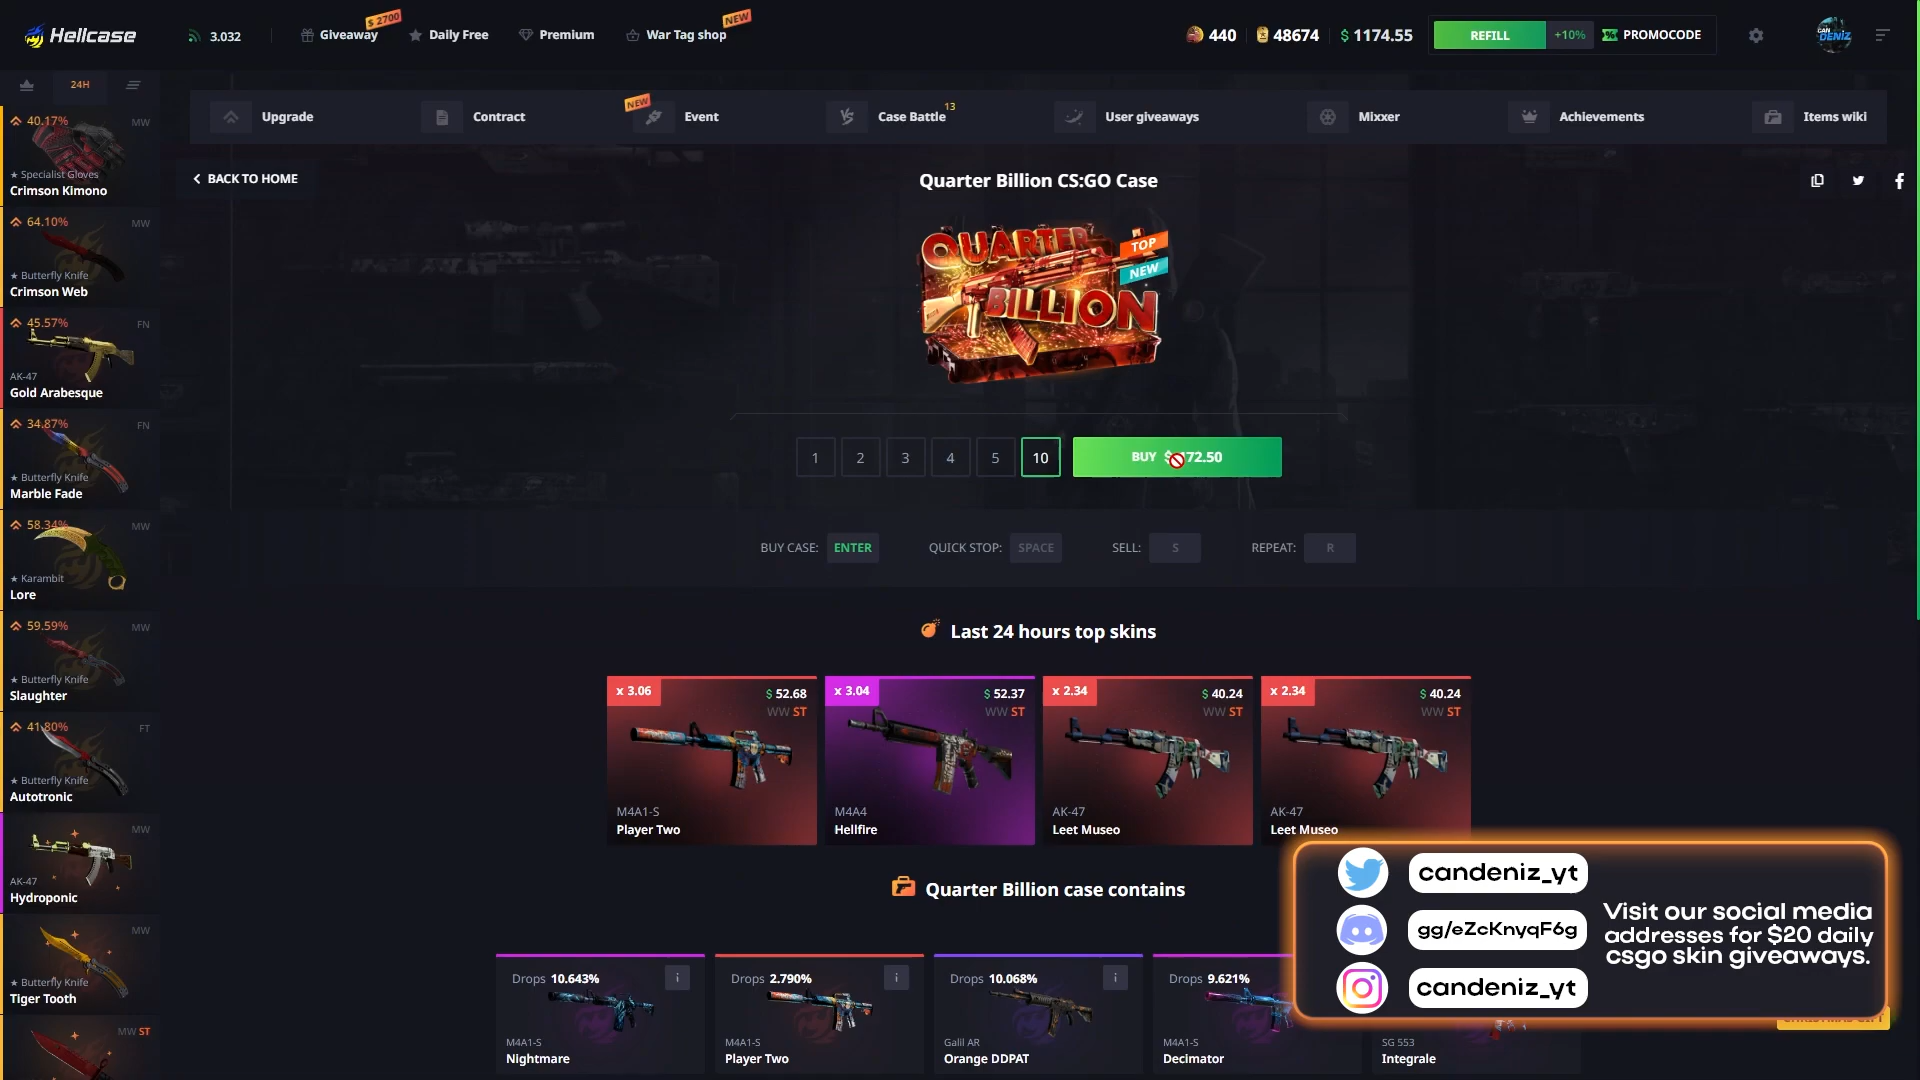 Hellcase
3.032
Giveaway
$ 2700
Daily Free
Premium
War Tag shop
NEW
440
48674
$ 1174.55
REFILL
+10%
PROMOCODE
CAN
DENİZ
24H
Upgrade
Contract
NEW
Event
Case Battle
13
User giveaways
Mixxer
Achievements
Items wiki
BACK TO HOME
Quarter Billion CS:GO Case
QUARTER
BILLION
TOP
NEW
1
2
3
4
5
10
BUY
72.50
BUY CASE:
ENTER
QUICK STOP:
SPACE
SELL:
S
REPEAT:
R
40.17%
MW
★ Specialist Gloves
Crimson Kimono
64.10%
MW
★ Butterfly Knife
Crimson Web
45.57%
FN
AK-47
Gold Arabesque
34.87%
FN
★ Butterfly Knife
Marble Fade
58.34%
MW
★ Karambit
Lore
59.59%
MW
★ Butterfly Knife
Slaughter
41.80%
FT
★ Butterfly Knife
Autotronic
MW
AK-47
Hydroponic
MW
★ Butterfly Knife
Tiger Tooth
MW ST
Last 24 hours top skins
x 3.06
$ 52.68
WW ST
M4A1-S
Player Two
x 3.04
$ 52.37
WW ST
M4A4
Hellfire
x 2.34
$ 40.24
WW ST
AK-47
Leet Museo
x 2.34
$ 40.24
WW ST
AK-47
Leet Museo
Quarter Billion case contains
Drops 10.643%
i
M4A1-S
Nightmare
Drops 2.790%
i
M4A1-S
Player Two
Drops 10.068%
i
Galil AR
Orange DDPAT
Drops 9.621%
M4A1-S
Decimator
SG 553
Integrale
candeniz_yt
gg/eZcKnyqF6g
candeniz_yt
Visit our social media
addresses for $20 daily
csgo skin giveaways.